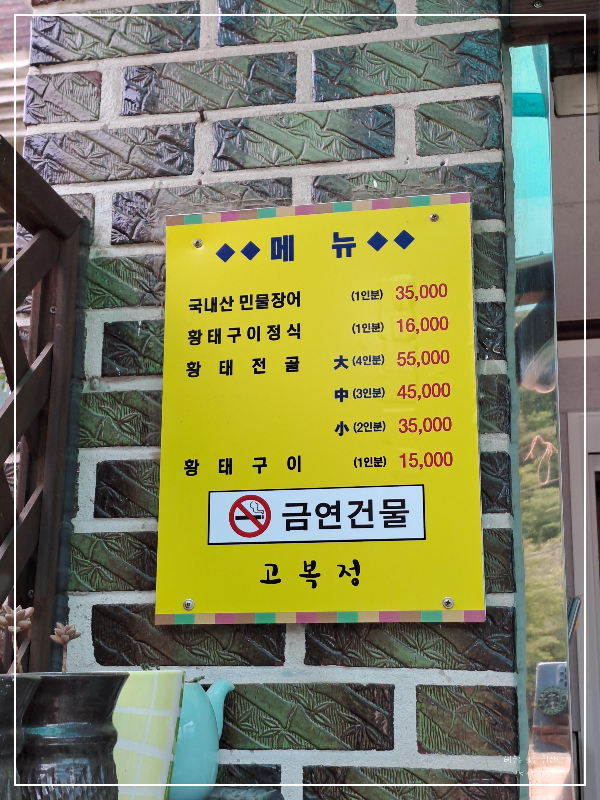 ◆◆메 뉴◆◆
국내산 민물장어 (1인분) 35,000
황태구이정식 (1인분) 16,000
황태전골 大 (4인분) 55,000
中 (3인분) 45,000
小 (2인분) 35,000
황태구이 (1인분) 15,000
금연건물
고복정